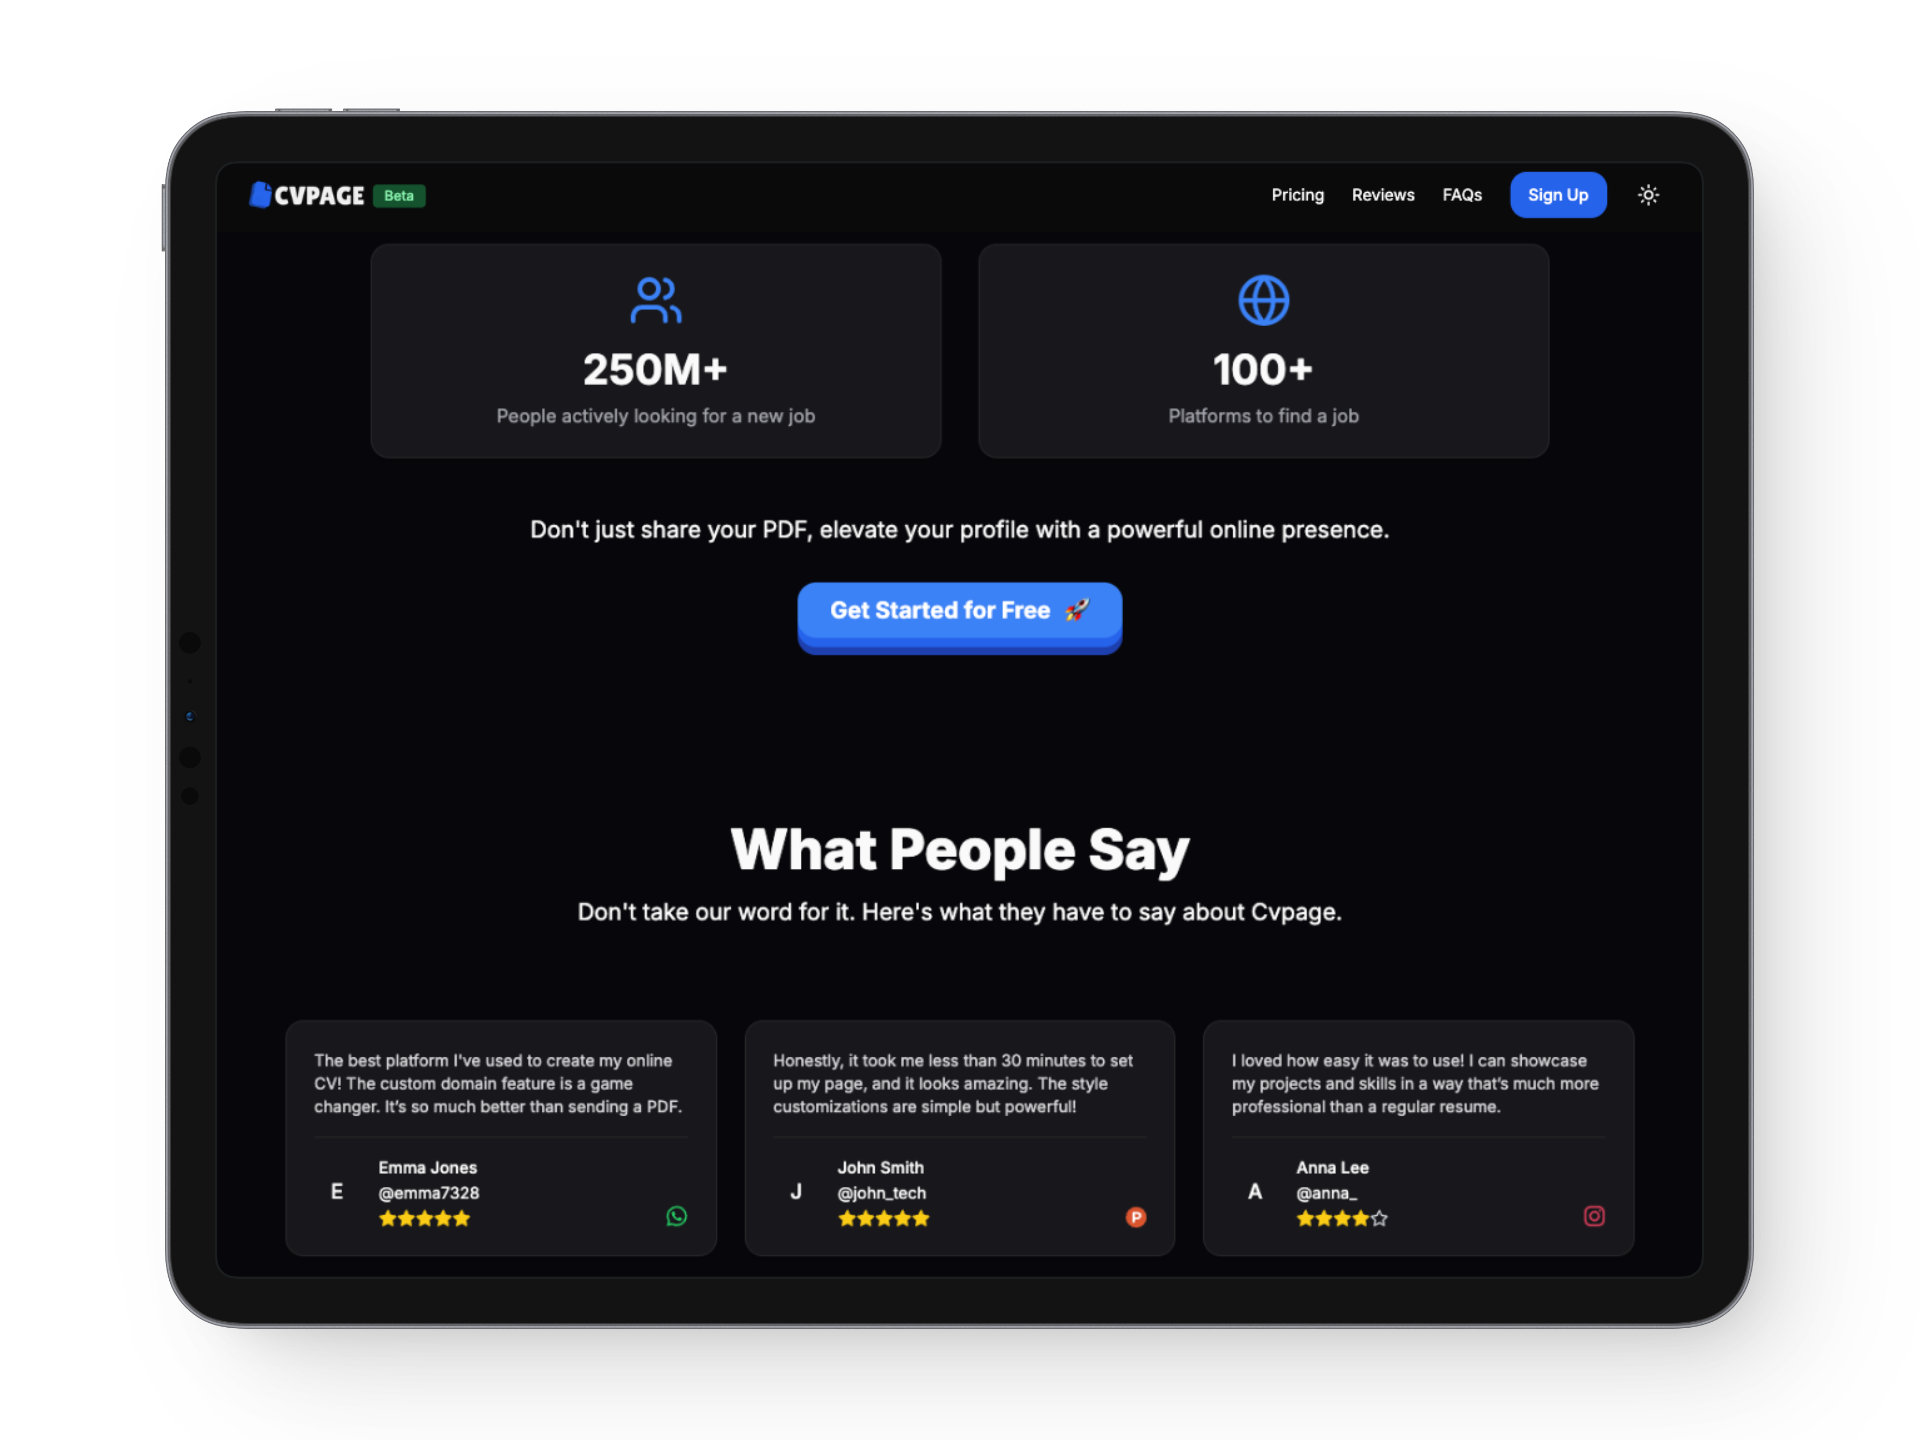 CVPAGE Beta Pricing Reviews FAQs Sign Up
250M+
People actively looking for a new job
100+
Platforms to find a job
Don't just share your PDF, elevate your profile with a powerful online presence.
Get Started for Free 🚀
What People Say
Don't take our word for it. Here's what they have to say about Cvpage.
The best platform I've used to create my online
CV! The custom domain feature is a game
changer. It's so much better than sending a PDF.
E
Emma Jones
@emma7328
Honestly, it took me less than 30 minutes to set
up my page, and it looks amazing. The style
customizations are simple but powerful!
J
John Smith
@john_tech
P
I loved how easy it was to use! I can showcase
my projects and skills in a way that's much more
professional than a regular resume.
A
Anna Lee
@anna_